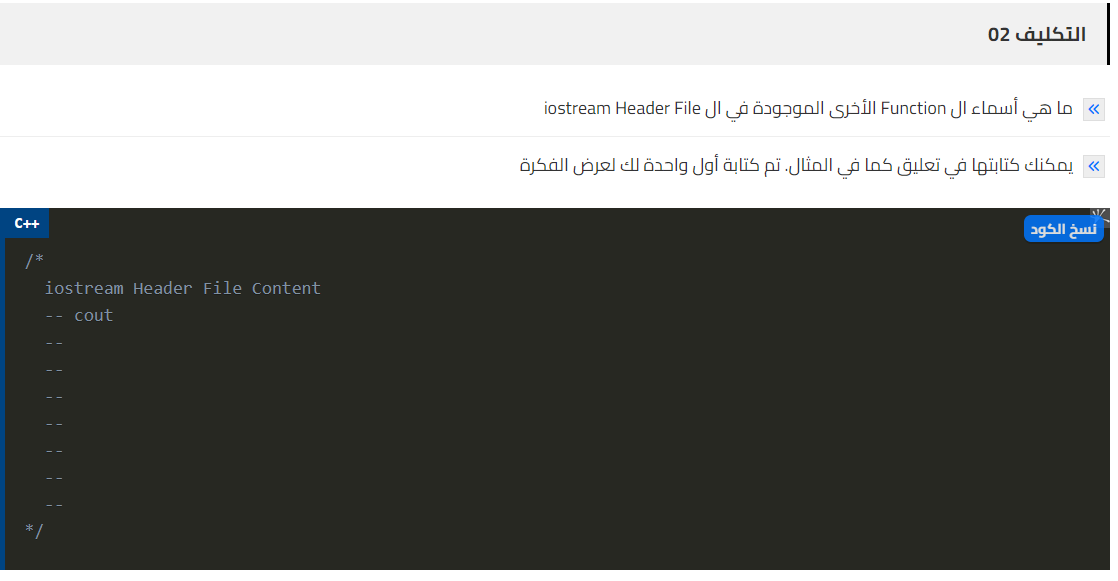 التكليف 02
ما هي أسماء ال Function الأخرى الموجودة في ال iostream Header File
يمكنك كتابتها في تعليق كما في المثال. تم كتابة أول واحدة لك لعرض الفكرة
C++
نسخ الكود
/*
iostream Header File Content
-- cout
--
--
--
--
--
--
--
*/